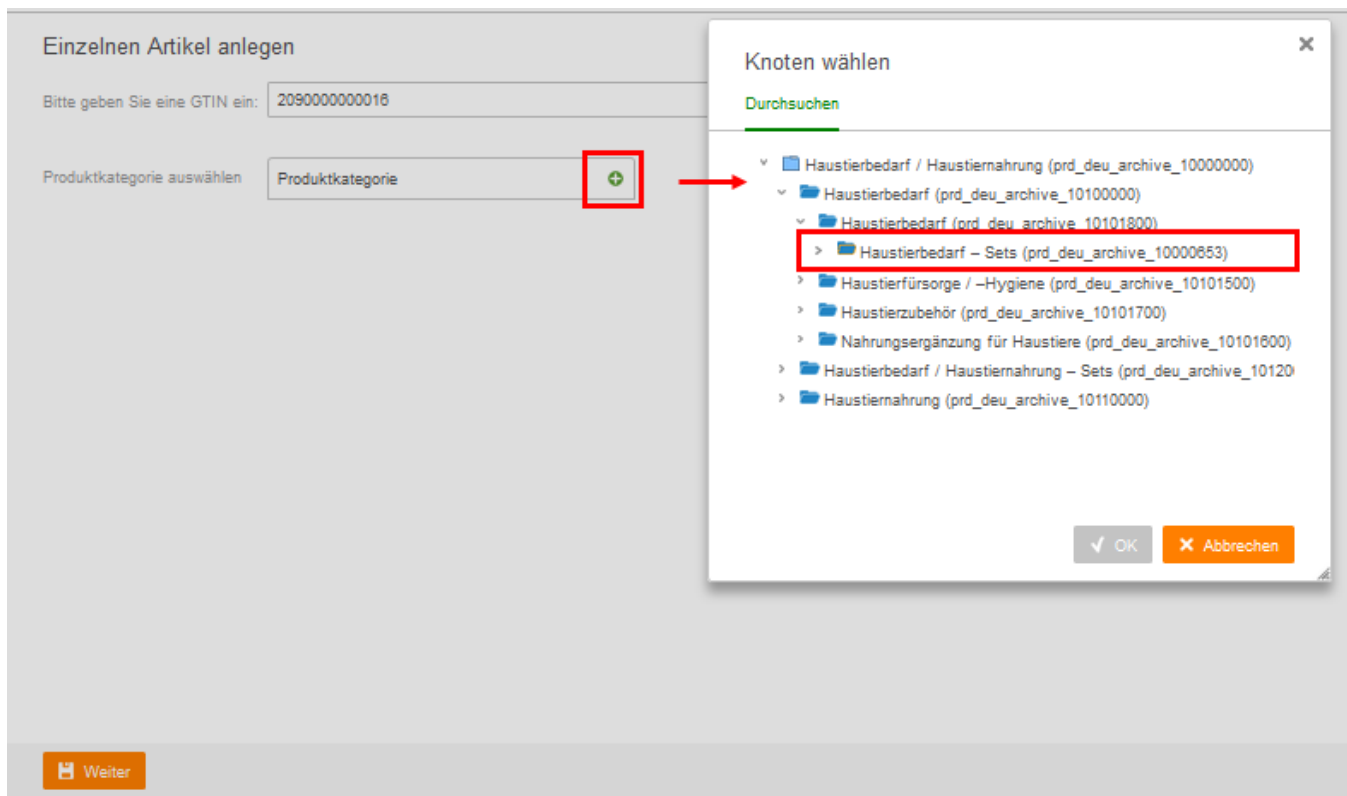 Einzelnen Artikel anlegen
Bitte geben Sie eine GTIN ein:
2090000000016
Produktkategorie auswählen
Produktkategorie
Knoten wählen
Durchsuchen
Haustierbedarf / Haustiernahrung (prd_deu_archive_10000000)
Haustierbedarf (prd_deu_archive_10100000)
Haustierbedarf (prd_deu_archive_10101800)
Haustierbedarf – Sets (prd_deu_archive_10000653)
Haustierfürsorge / –Hygiene (prd_deu_archive_10101500)
Haustierzubehör (prd_deu_archive_10101700)
Nahrungsergänzung für Haustiere (prd_deu_archive_10101600)
Haustierbedarf / Haustiernahrung – Sets (prd_deu_archive_10120
Haustiernahrung (prd_deu_archive_10110000)
OK
Abbrechen
Weiter